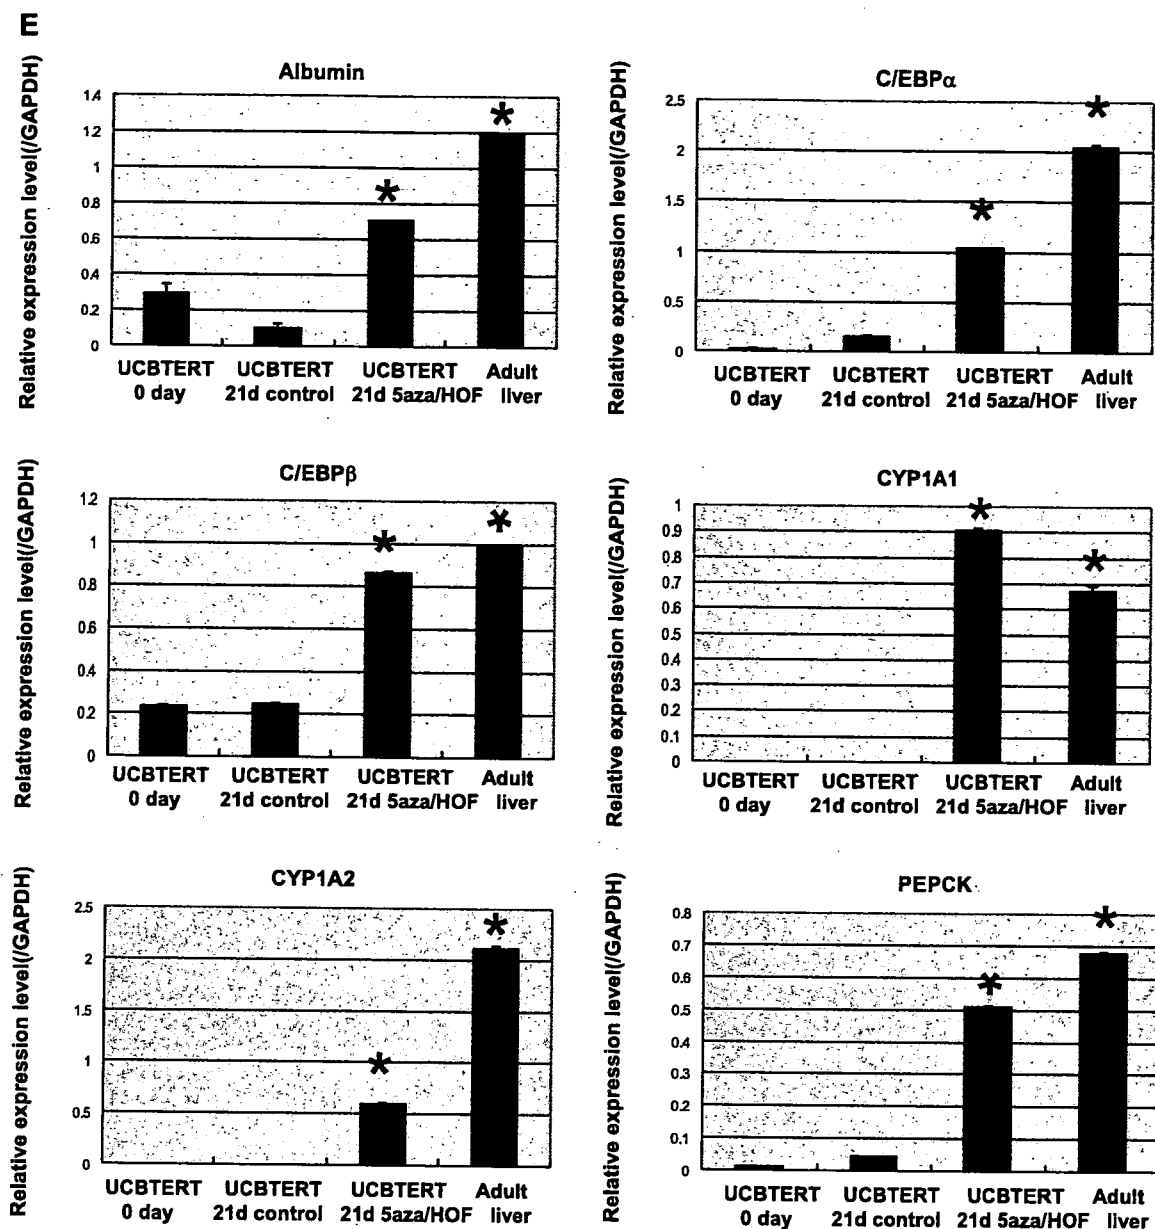 E
Albumin
Relative expression level(/GAPDH)
1.4
1.2
1
0.8
0.6
0.4
0.2
0
*
*
UCBTERT UCBTERT UCBTERT Adult
0 day 21d control 21d 5aza/HOF liver
C/EBPα
Relative expression level(/GAPDH)
2.5
2
1.5
1
0.5
0
*
*
UCBTERT UCBTERT UCBTERT Adult
0 day 21d control 21d 5aza/HOF liver
C/EBPβ
Relative expression level(/GAPDH)
1.2
1
0.8
0.6
0.4
0.2
0
*
*
UCBTERT UCBTERT UCBTERT Adult
0 day 21d control 21d 5aza/HOF liver
CYP1A1
Relative expression level(/GAPDH)
1
0.9
0.8
0.7
0.6
0.5
0.4
0.3
0.2
0.1
0
*
*
UCBTERT UCBTERT UCBTERT Adult
0 day 21d control 21d 5aza/HOF liver
CYP1A2
Relative expression level(/GAPDH)
2.5
2
1.5
1
0.5
0
*
*
UCBTERT UCBTERT UCBTERT Adult
0 day 21d control 21d 5aza/HOF liver
PEPCK
Relative expression level(/GAPDH)
0.8
0.7
0.6
0.5
0.4
0.3
0.2
0.1
0
*
*
UCBTERT UCBTERT UCBTERT Adult
0 day 21d control 21d 5aza/HOF liver